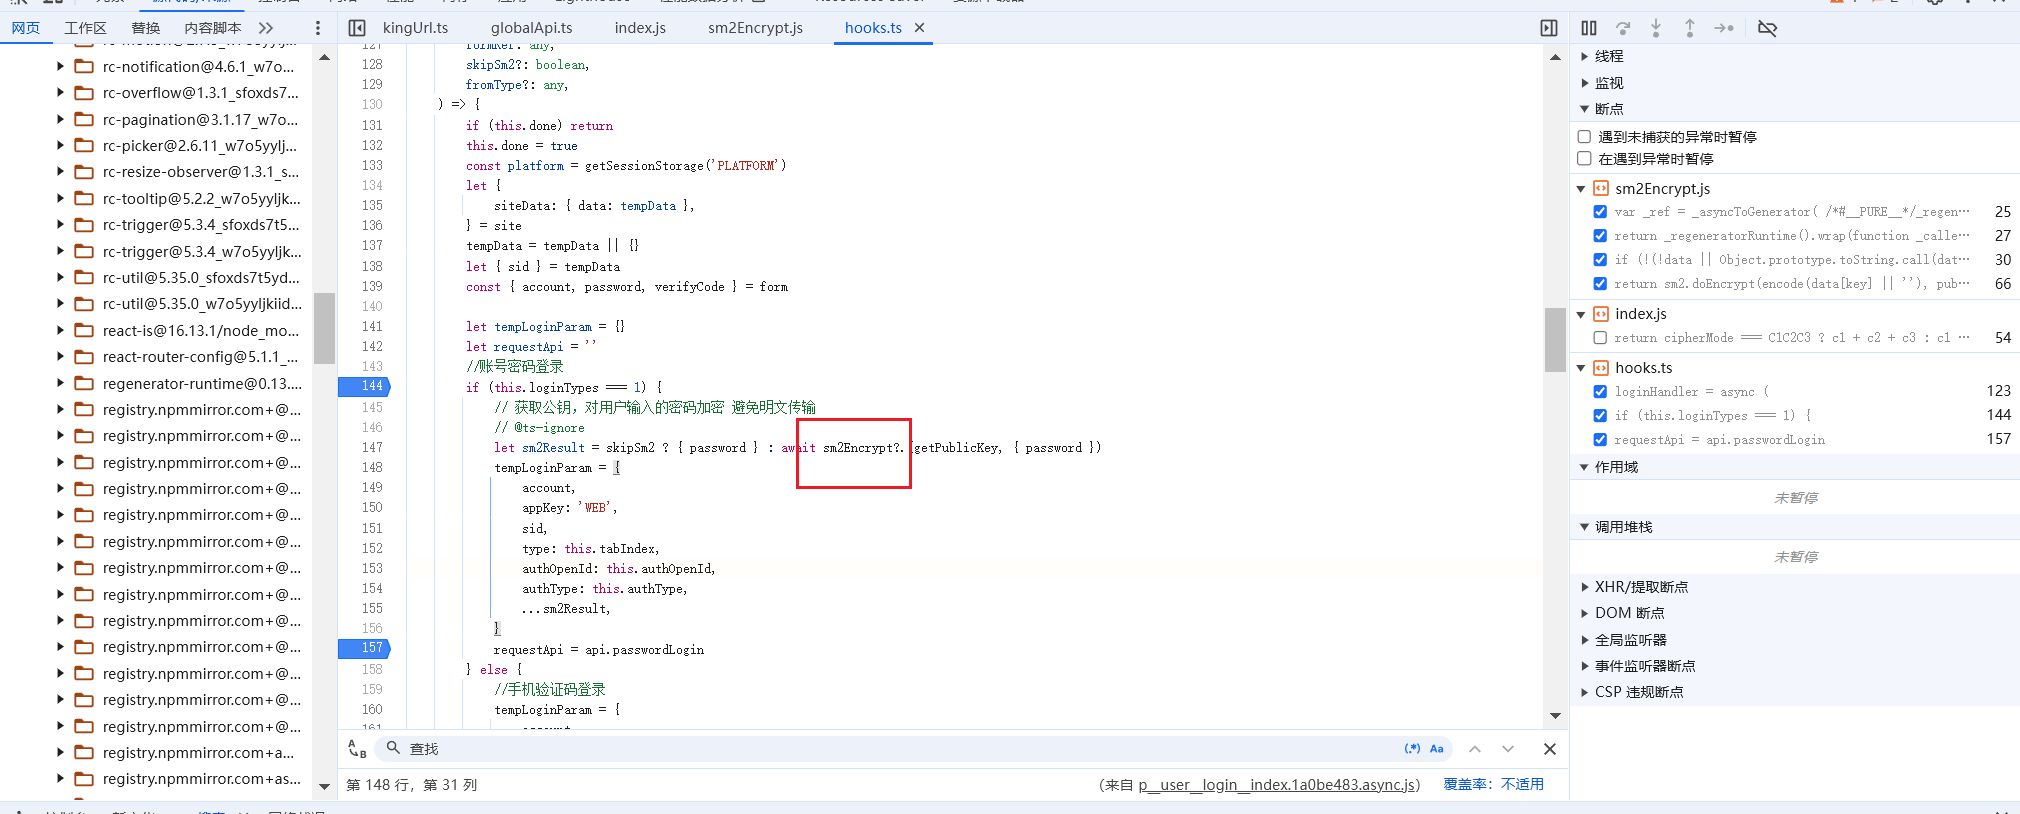 网页 工作区 替换 内容脚本
kingUrl.ts globalApi.ts index.js sm2Encrypt.js hooks.ts
rc-notification@4.6.1_w7o...
rc-overflow@1.3.1_sfoxds7...
rc-pagination@3.1.17_w7o...
rc-picker@2.6.11_w7o5yylj...
rc-resize-observer@1.3.1_s...
rc-tooltip@5.2.2_w7o5yyljk...
rc-trigger@5.3.4_sfoxds7t5...
rc-trigger@5.3.4_w7o5yyljk...
rc-util@5.35.0_sfoxds7t5yd...
rc-util@5.35.0_w7o5yyljkiid...
react-is@16.13.1/node_mo...
react-router-config@5.1.1_...
regenerator-runtime@0.13....
registry.npmmirror.com+@...
registry.npmmirror.com+@...
registry.npmmirror.com+@...
registry.npmmirror.com+@...
registry.npmmirror.com+@...
registry.npmmirror.com+@...
registry.npmmirror.com+@...
registry.npmmirror.com+@...
registry.npmmirror.com+@...
registry.npmmirror.com+@...
registry.npmmirror.com+@...
registry.npmmirror.com+@...
registry.npmmirror.com+@...
registry.npmmirror.com+a...
registry.npmmirror.com+as...
127 formRef: any,
128 skipSm2?: boolean,
129 fromType?: any,
130 ) => {
131 if (this.done) return
132 this.done = true
133 const platform = getSessionStorage('PLATFORM')
134 let {
135 siteData: { data: tempData },
136 } = site
137 tempData = tempData || {}
138 let { sid } = tempData
139 const { account, password, verifyCode } = form
140
141 let tempLoginParam = {}
142 let requestApi = ''
143 //账号密码登录
144 if (this.loginTypes === 1) {
145 // 获取公钥，对用户输入的密码加密 避免明文传输
146 // @ts-ignore
147 let sm2Result = skipSm2 ? { password } : await sm2Encrypt?.(getPublicKey, { password })
148 tempLoginParam = {
149 account,
150 appKey: 'WEB',
151 sid,
152 type: this.tabIndex,
153 authOpenId: this.authOpenId,
154 authType: this.authType,
155 ...sm2Result,
156 }
157 requestApi = api.passwordLogin
158 } else {
159 //手机验证码登录
160 tempLoginParam = {
查找 (.*) Aa
第 148 行，第 31 列 （来自 p__user__login__index.1a0be483.async.js） 覆盖率：不适用
线程
监视
断点
遇到未捕获的异常时暂停
在遇到异常时暂停
sm2Encrypt.js
var _ref = _asyncToGenerator( /*#__PURE__*/_regen… 25
return _regeneratorRuntime().wrap(function _calle… 27
if (!(!data || Object.prototype.toString.call(dat… 30
return sm2.doEncrypt(encode(data[key] || ''), pub… 66
index.js
return cipherMode === C1C2C3 ? c1 + c2 + c3 : c1 … 54
hooks.ts
loginHandler = async ( 123
if (this.loginTypes === 1) { 144
requestApi = api.passwordLogin 157
作用域
未暂停
调用堆栈
未暂停
XHR/提取断点
DOM 断点
全局监听器
事件监听器断点
CSP 违规断点